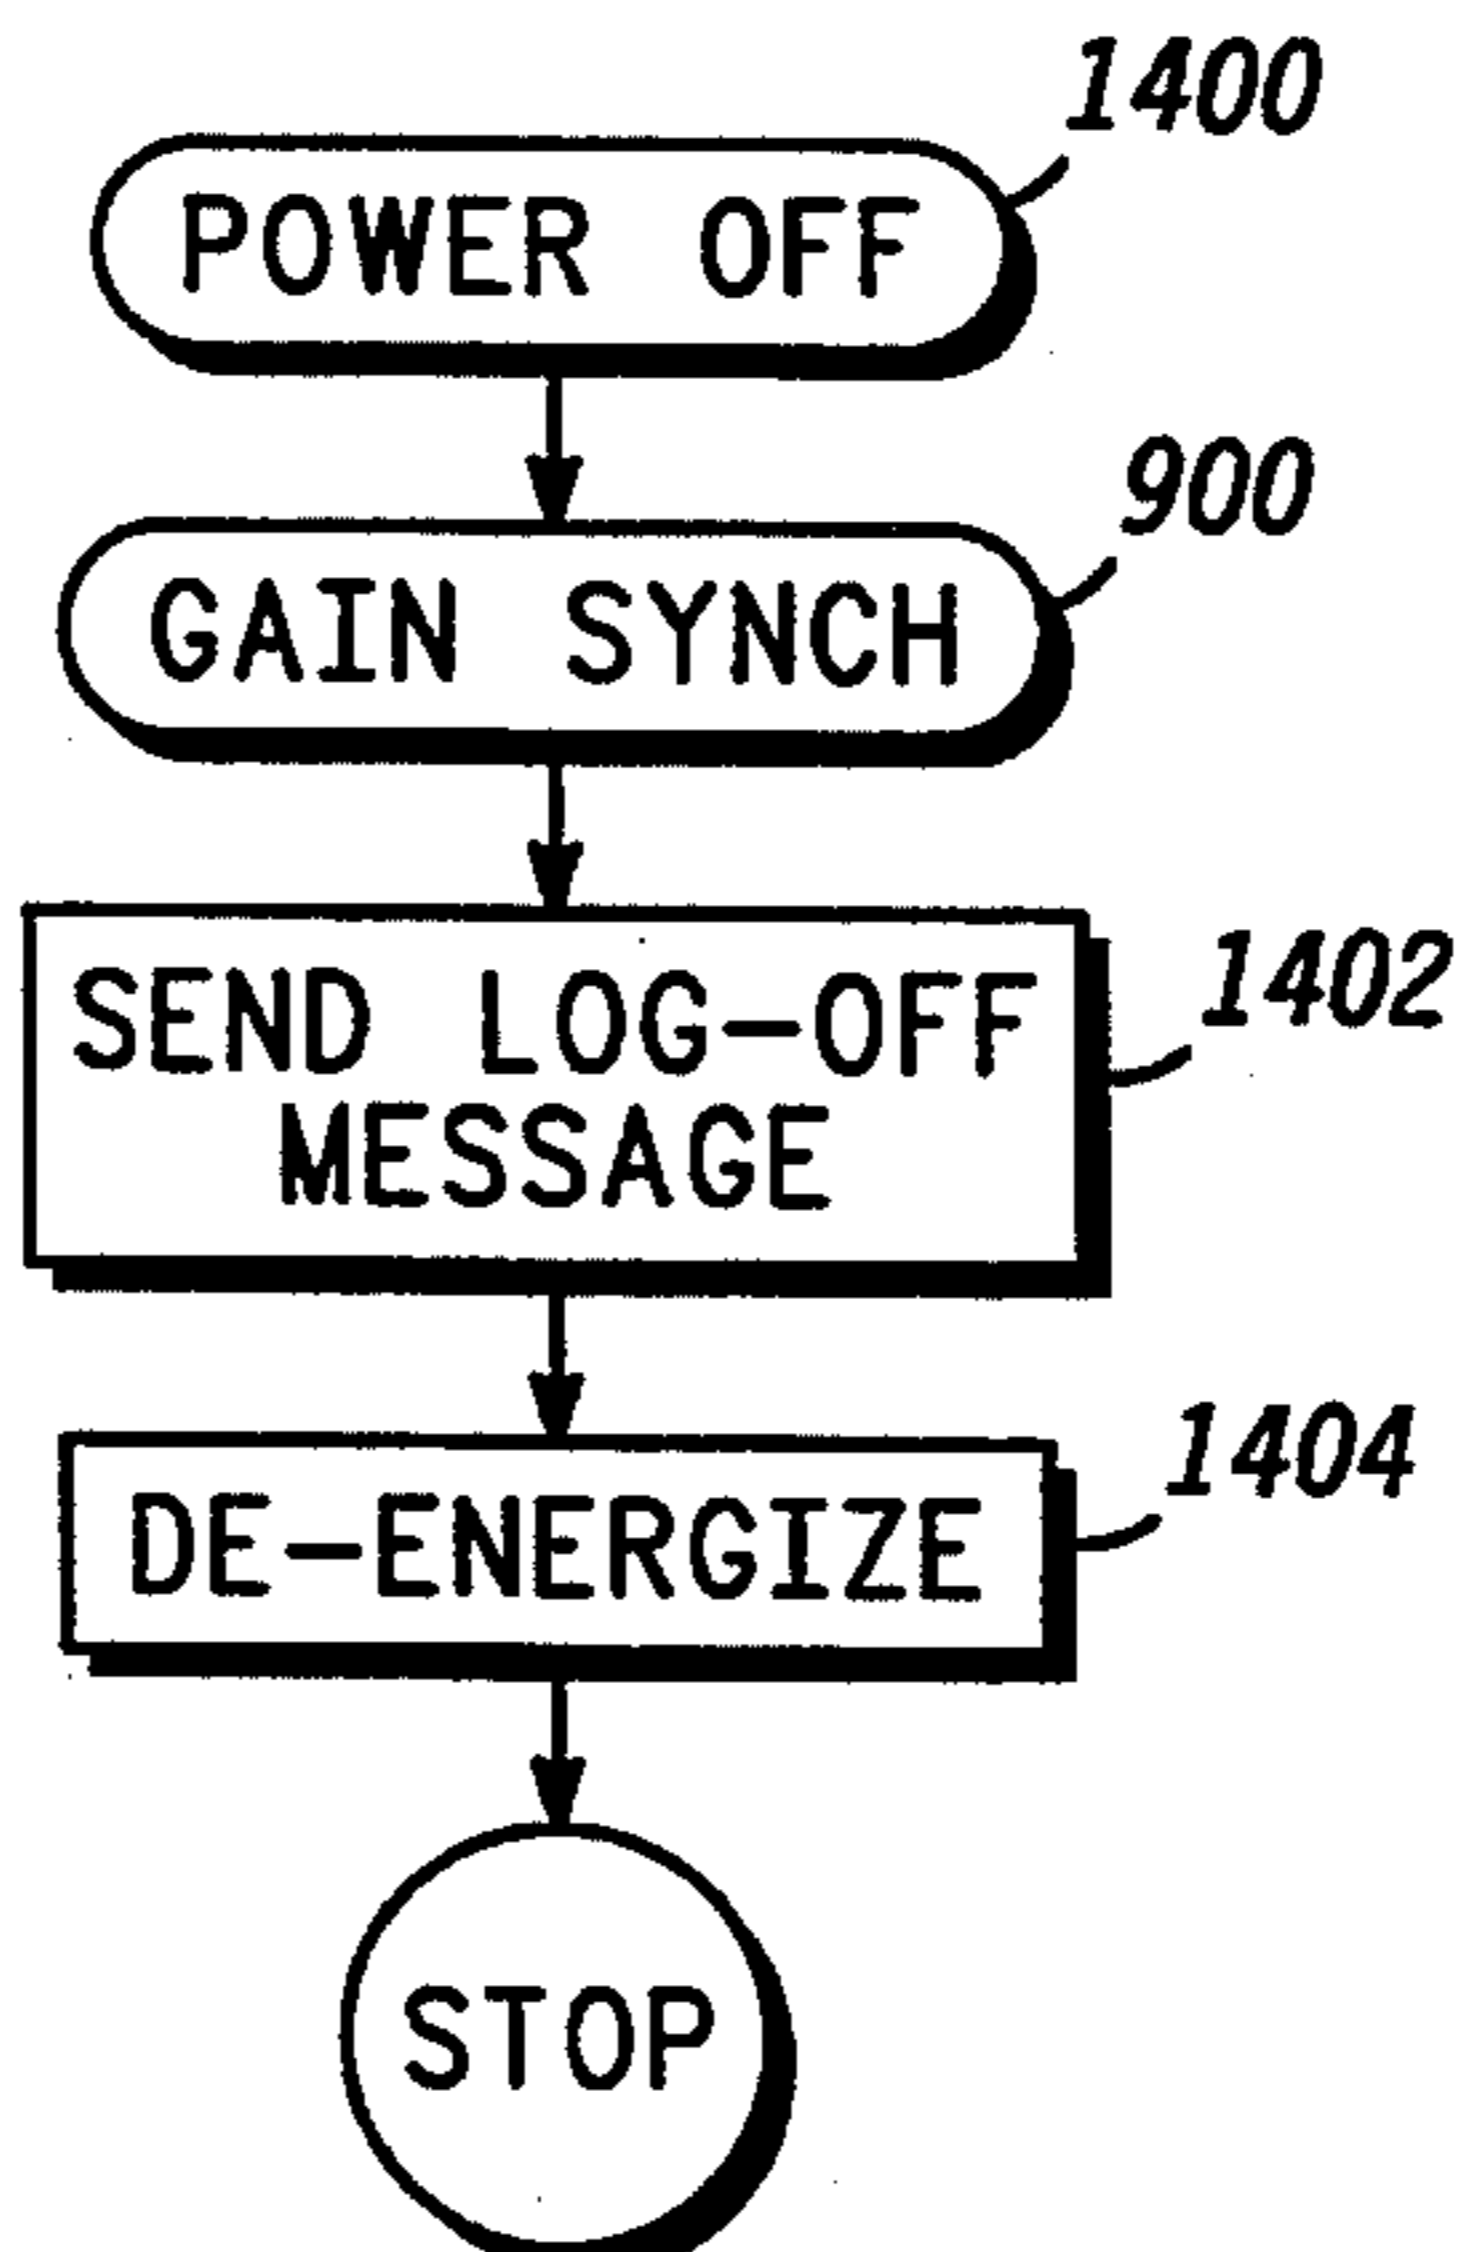 1400
POWER OFF
900
GAIN SYNCH
1402
SEND LOG-OFF
MESSAGE
1404
DE-ENERGIZE
STOP